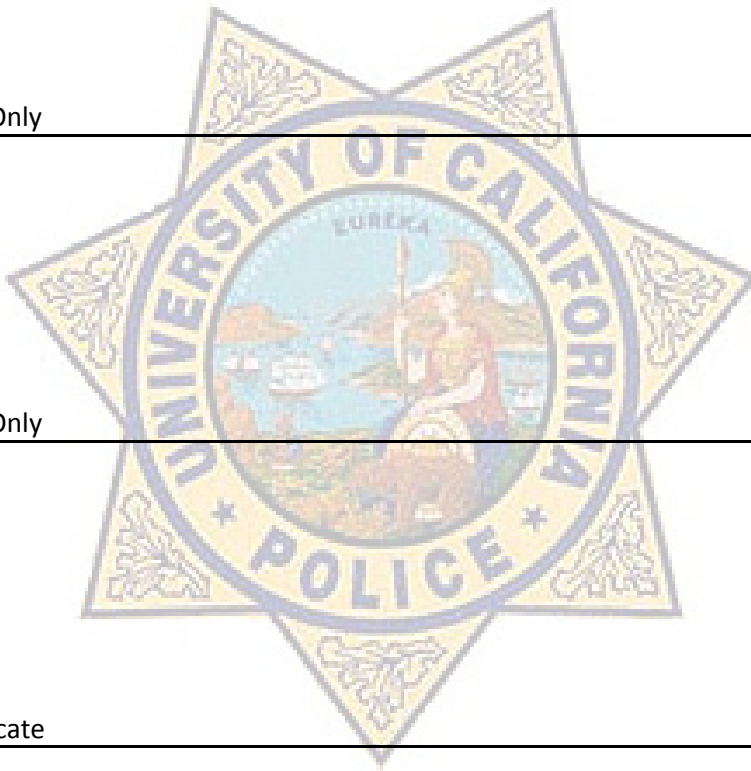 Only
UNIVERSITY OF CALIFORNIA
EUREKA
Only
* POLICE *
cate